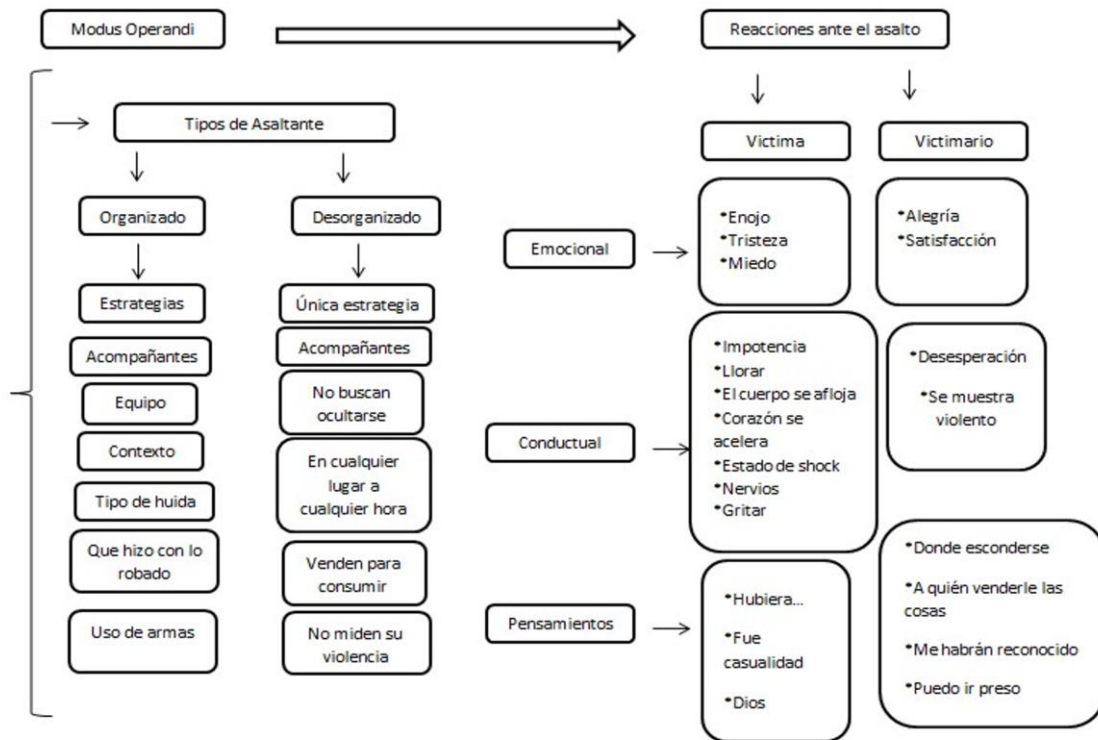 Modus Operandi
Reacciones ante el asalto
Tipos de Asaltante
Organizado
Estrategias
Acompañantes
Equipo
Contexto
Tipo de huida
Que hizo con lo
robado
Uso de armas
Desorganizado
Única estrategia
Acompañantes
No buscan
ocultarse
En cualquier
lugar a
cualquier hora
Venden para
consumir
No miden su
violencia
Victima
Victimario
Emocional
*Enojo
*Tristeza
*Miedo
*Alegría
*Satisfacción
Conductual
*Impotencia
*Llorar
*El cuerpo se afloja
*Corazón se
acelera
*Estado de shock
*Nervios
*Gritar
*Desesperación
*Se muestra
violento
Pensamientos
*Hubiera...
*Fue
casualidad
*Dios
*Donde esconderse
*A quién venderle las
cosas
*Me habrán reconocido
*Puedo ir preso